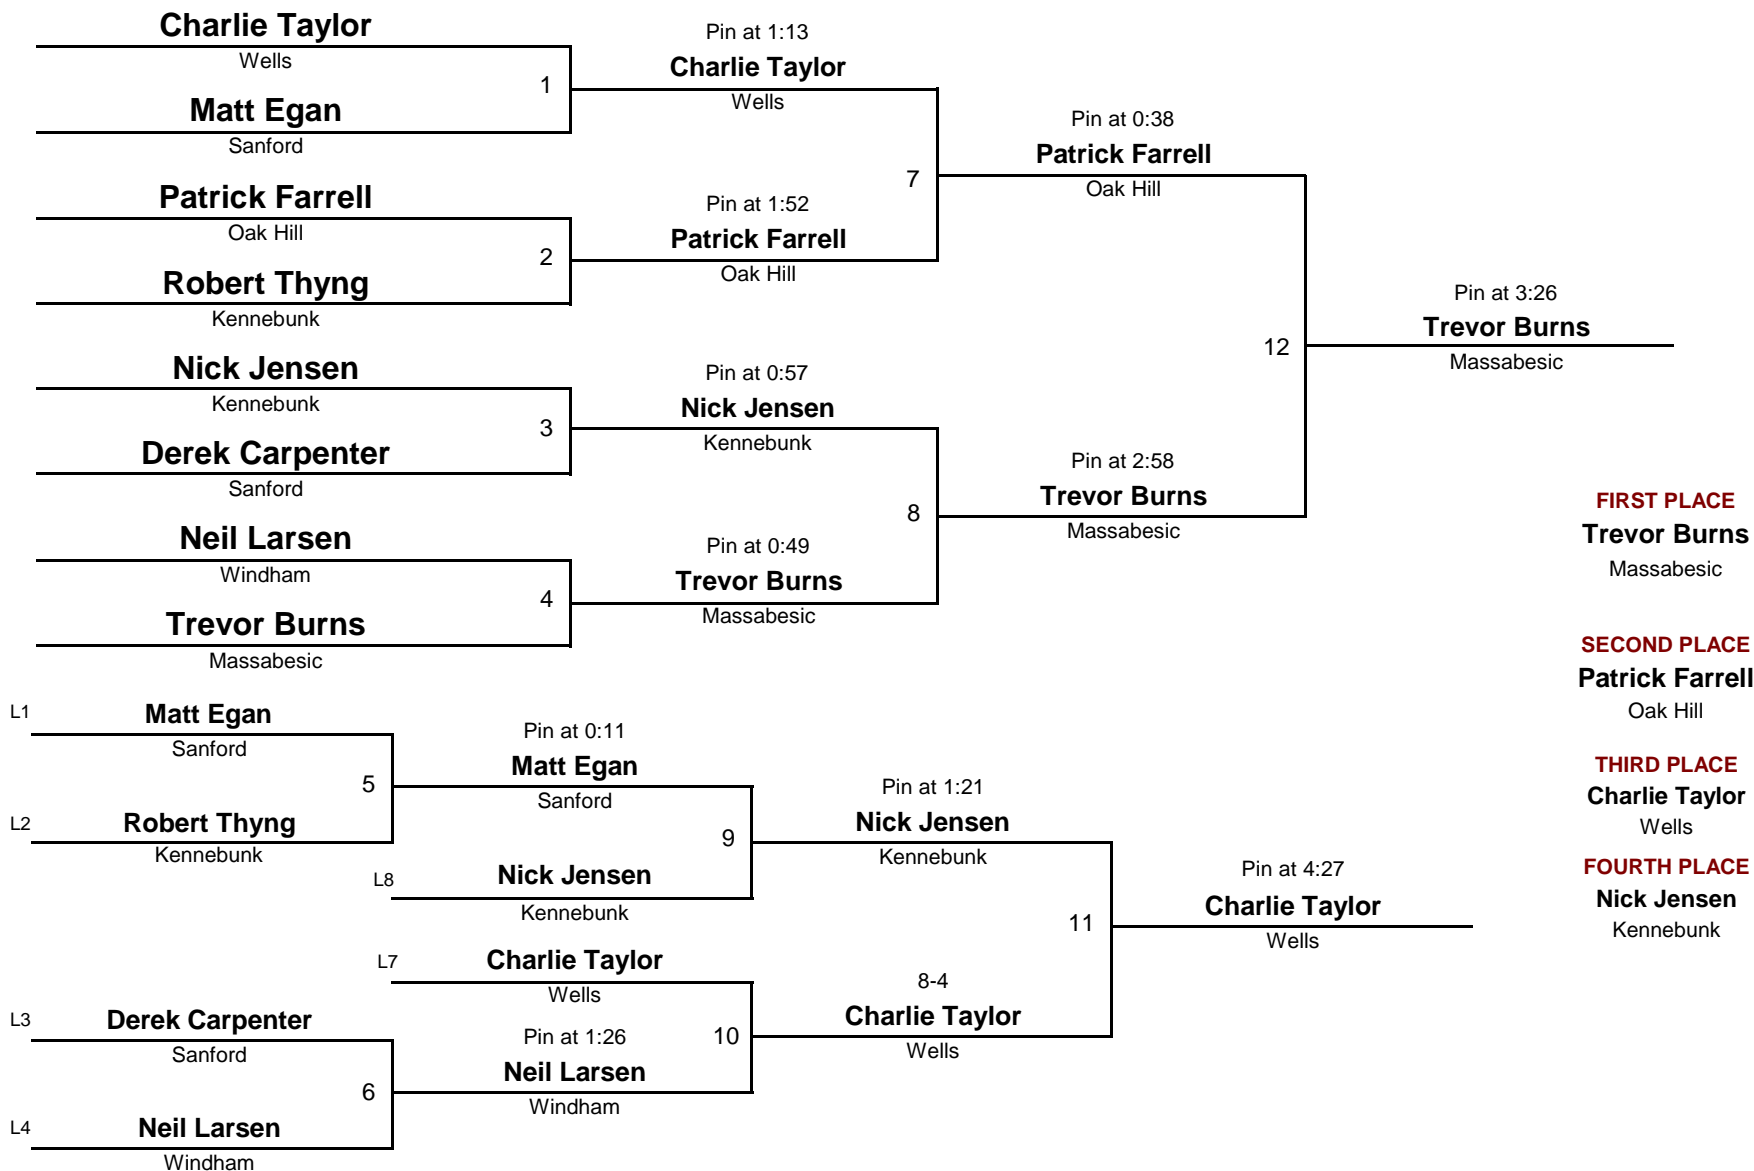 Charlie Taylor
Wells
1
Matt Egan
Sanford
Patrick Farrell
Oak Hill
2
Robert Thyng
Kennebunk
Nick Jensen
Kennebunk
3
Derek Carpenter
Sanford
Neil Larsen
Windham
4
Trevor Burns
Massabesic
Pin at 1:13
Charlie Taylor
Wells
7
Pin at 1:52
Patrick Farrell
Oak Hill
Pin at 0:57
Nick Jensen
Kennebunk
8
Pin at 0:49
Trevor Burns
Massabesic
Pin at 0:38
Patrick Farrell
Oak Hill
12
Pin at 2:58
Trevor Burns
Massabesic
Pin at 3:26
Trevor Burns
Massabesic
L1
Matt Egan
Sanford
5
L2
Robert Thyng
Kennebunk
Pin at 0:11
Matt Egan
Sanford
9
L8
Nick Jensen
Kennebunk
L7
Charlie Taylor
Wells
10
L3
Derek Carpenter
Sanford
6
L4
Neil Larsen
Windham
Pin at 1:26
Neil Larsen
Windham
Pin at 1:21
Nick Jensen
Kennebunk
11
8-4
Charlie Taylor
Wells
Pin at 4:27
Charlie Taylor
Wells
FIRST PLACE
Trevor Burns
Massabesic
SECOND PLACE
Patrick Farrell
Oak Hill
THIRD PLACE
Charlie Taylor
Wells
FOURTH PLACE
Nick Jensen
Kennebunk